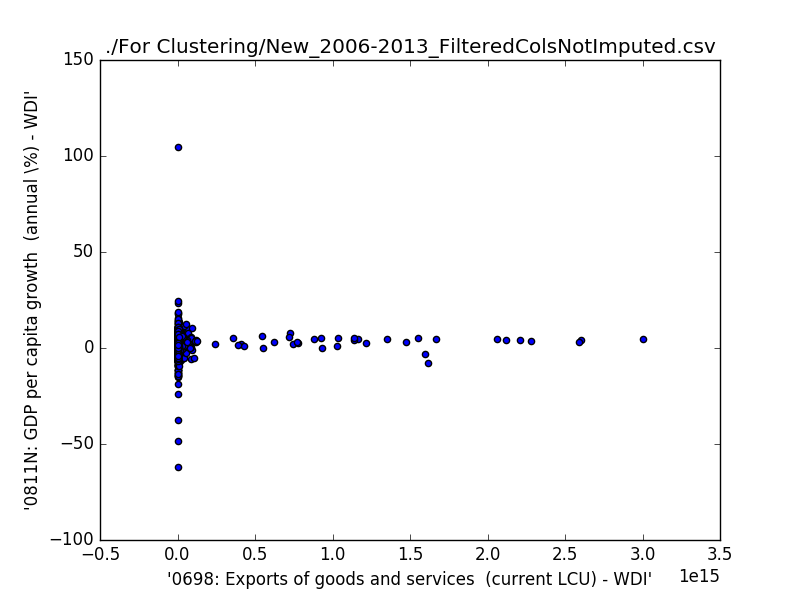 ./For Clustering/New_2006-2013_FilteredColsNotImputed.csv
150
100
50
0
−50
−100
'0811N: GDP per capita growth  (annual \%) - WDI'
−0.5 0.0 0.5 1.0 1.5 2.0 2.5 3.0 3.5
1e15
'0698: Exports of goods and services  (current LCU) - WDI'